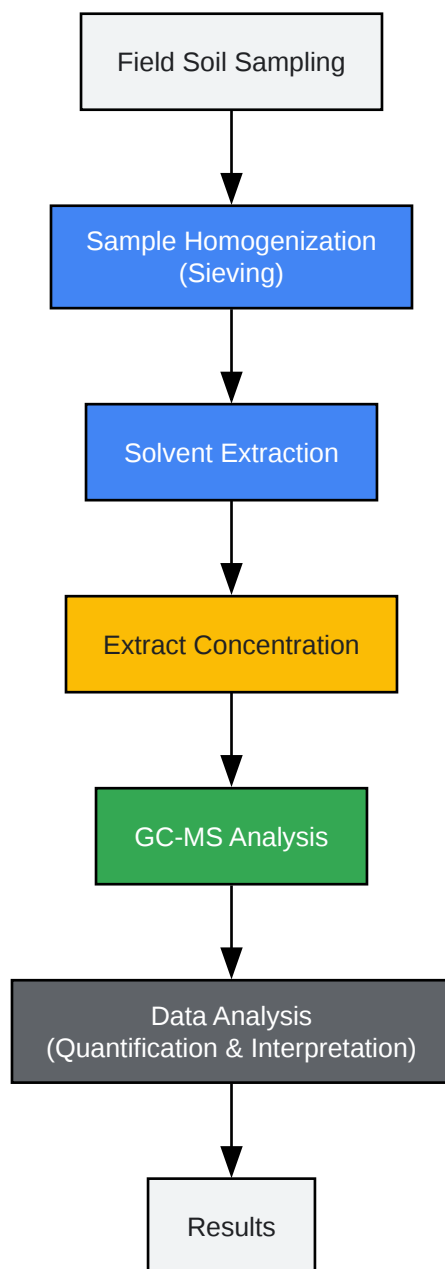 Field Soil Sampling
Sample Homogenization
(Sieving)
Solvent Extraction
Extract Concentration
GC-MS Analysis
Data Analysis
(Quantification & Interpretation)
Results